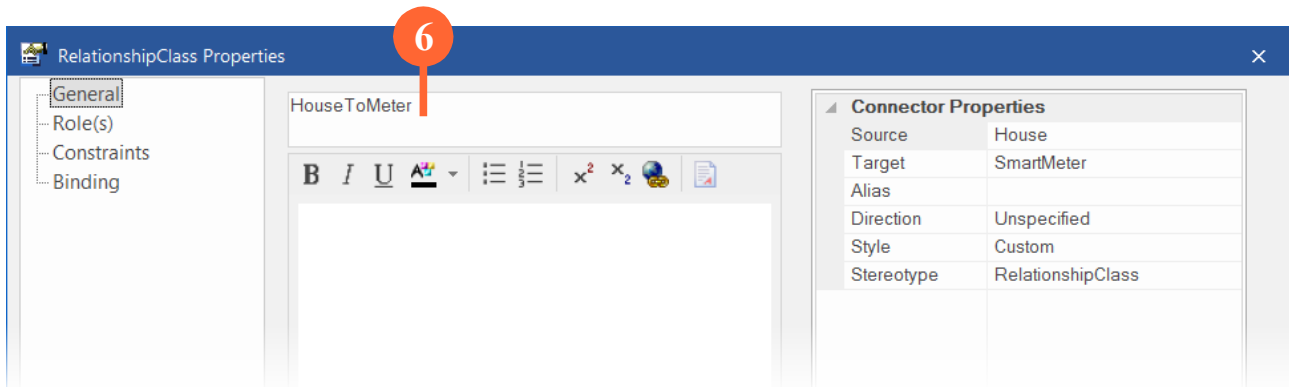 6
RelationshipClass Properties
General
Role(s)
Constraints
Binding
HouseToMeter
B I U A x² x₂
Connector Properties
Source House
Target SmartMeter
Alias
Direction Unspecified
Style Custom
Stereotype RelationshipClass